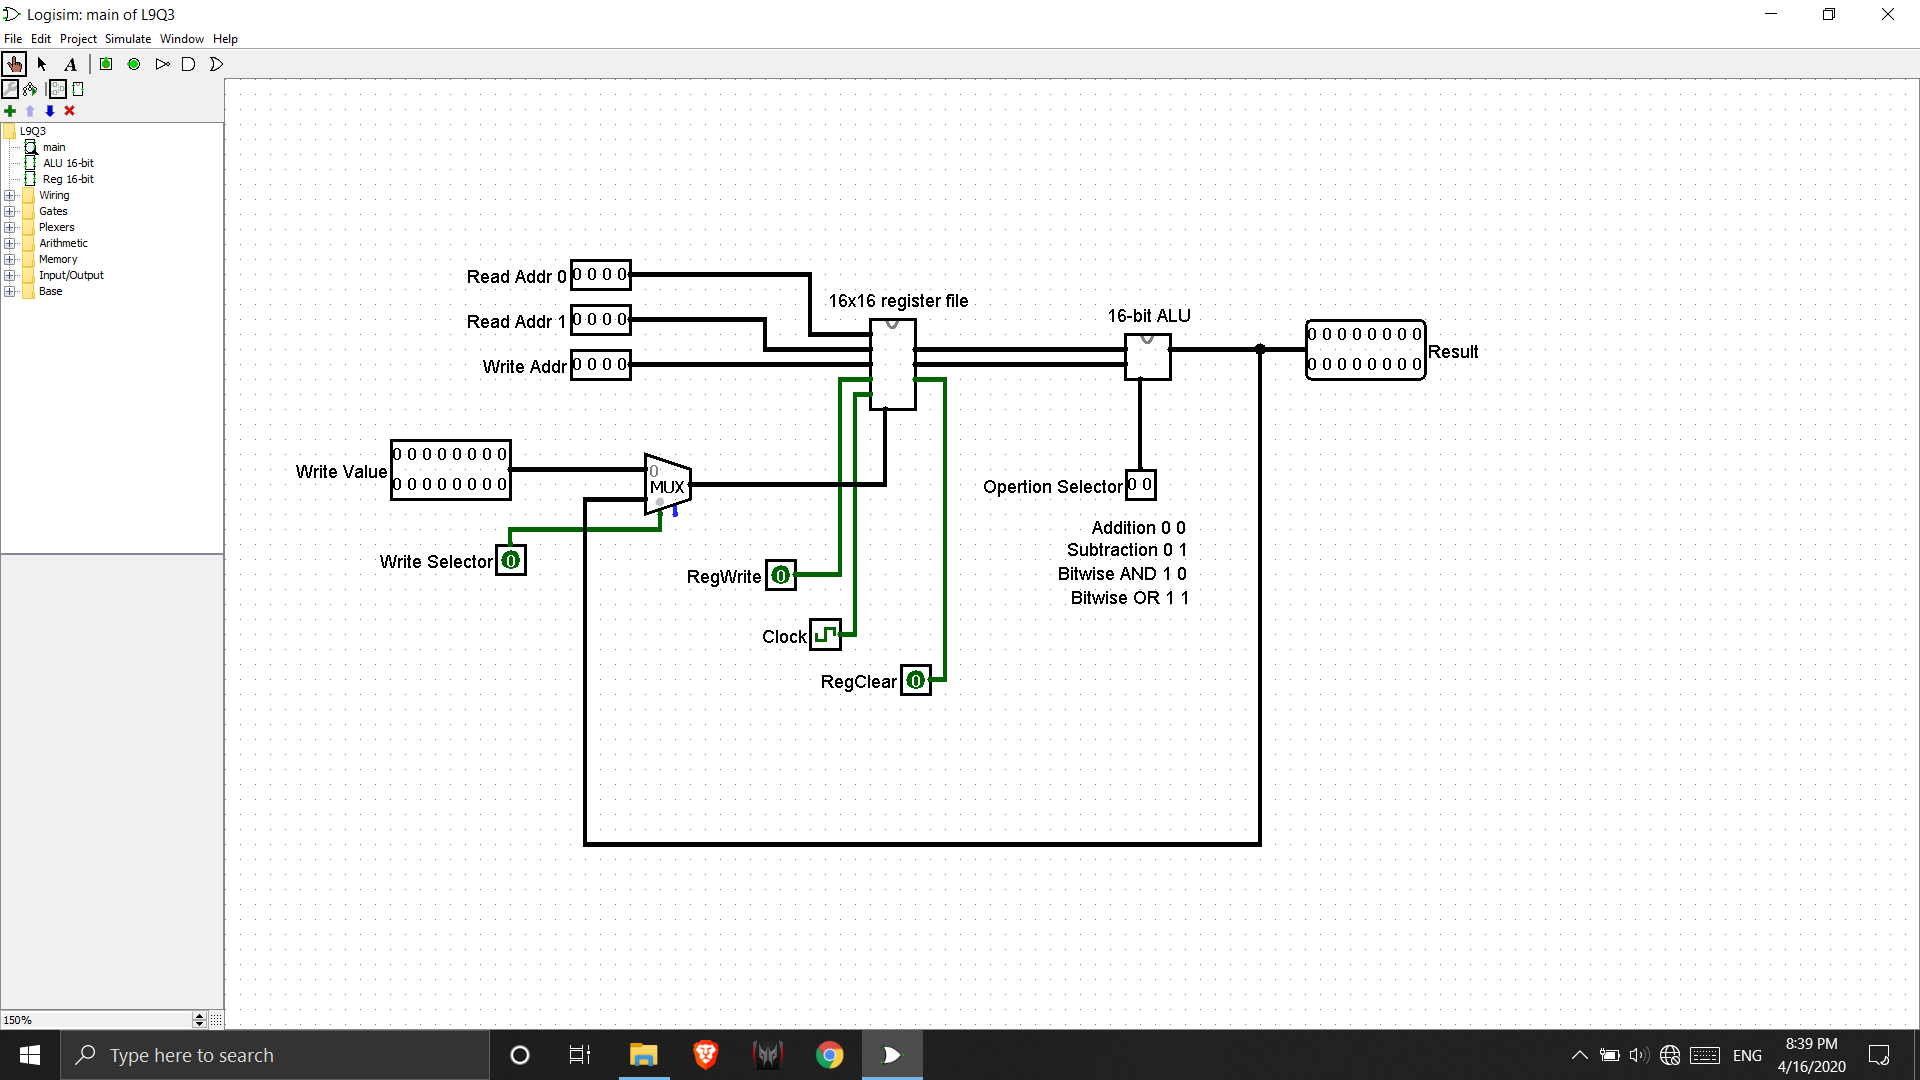 Logisim: main of L9Q3
File Edit Project Simulate Window Help
A
L9Q3
main
ALU 16-bit
Reg 16-bit
Wiring
Gates
Plexers
Arithmetic
Memory
Input/Output
Base
150%
Read Addr 0 0 0 0 0
Read Addr 1 0 0 0 0
Write Addr 0 0 0 0
16x16 register file
16-bit ALU
0 0 0 0 0 0 0 0
0 0 0 0 0 0 0 0
Result
Write Value
0 0 0 0 0 0 0 0
0 0 0 0 0 0 0 0
0
MUX
Write Selector 0
Opertion Selector 0 0
Addition 0 0
Subtraction 0 1
Bitwise AND 1 0
Bitwise OR 1 1
RegWrite 0
Clock
RegClear 0
Type here to search
ENG
8:39 PM
4/16/2020